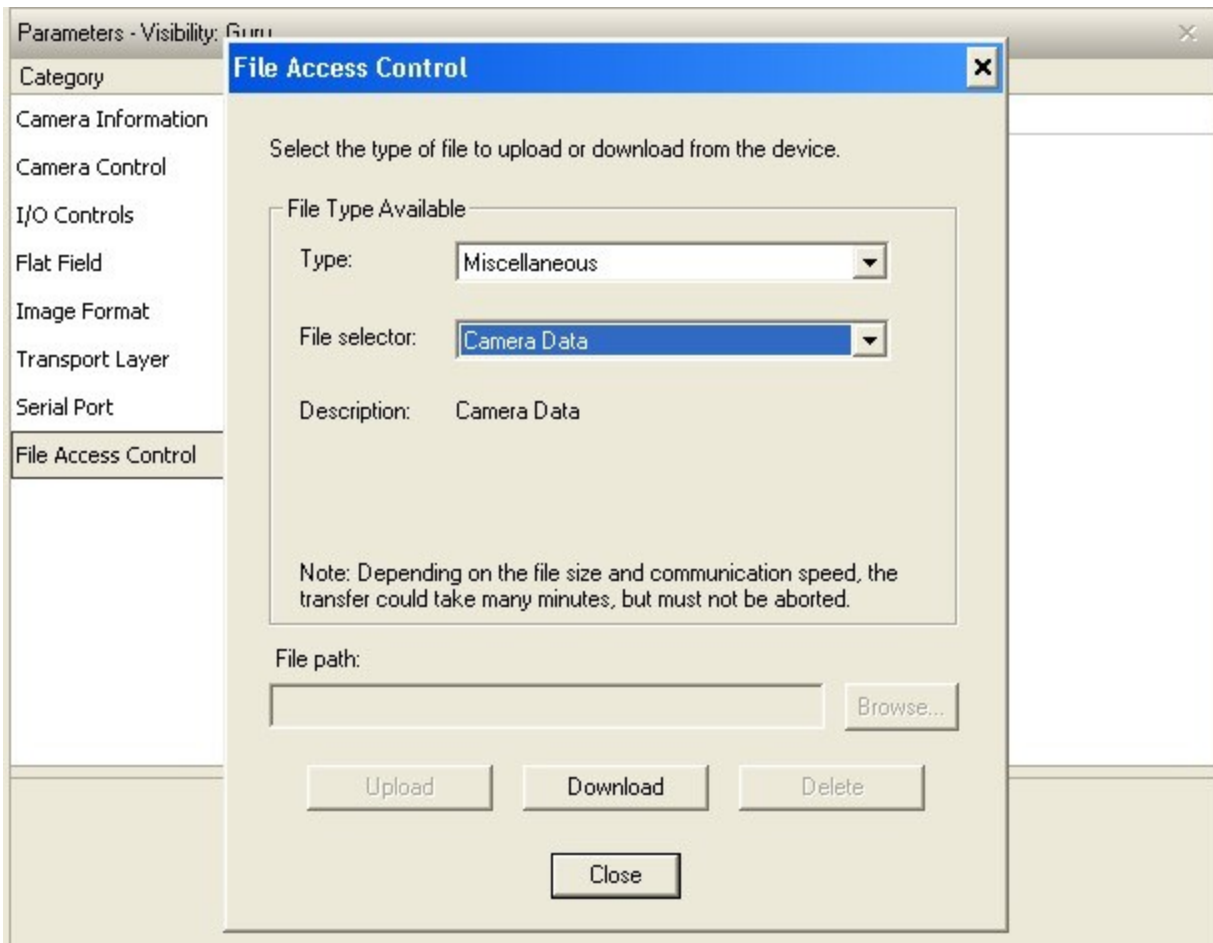 Parameters - Visibility: Guru
File Access Control
Category
Camera Information
Camera Control
I/O Controls
Flat Field
Image Format
Transport Layer
Serial Port
File Access Control
Select the type of file to upload or download from the device.
File Type Available
Type: Miscellaneous
File selector: Camera Data
Description: Camera Data
Note: Depending on the file size and communication speed, the
transfer could take many minutes, but must not be aborted.
File path:
Browse...
Upload Download Delete
Close